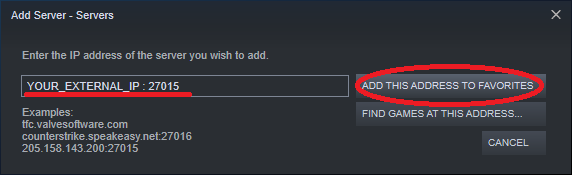 Add Server - Servers
Enter the IP address of the server you wish to add.
YOUR_EXTERNAL_IP : 27015
ADD THIS ADDRESS TO FAVORITES
FIND GAMES AT THIS ADDRESS...
Examples:
tfc.valvesoftware.com
counterstrike.speakeasy.net:27016
205.158.143.200:27015
CANCEL